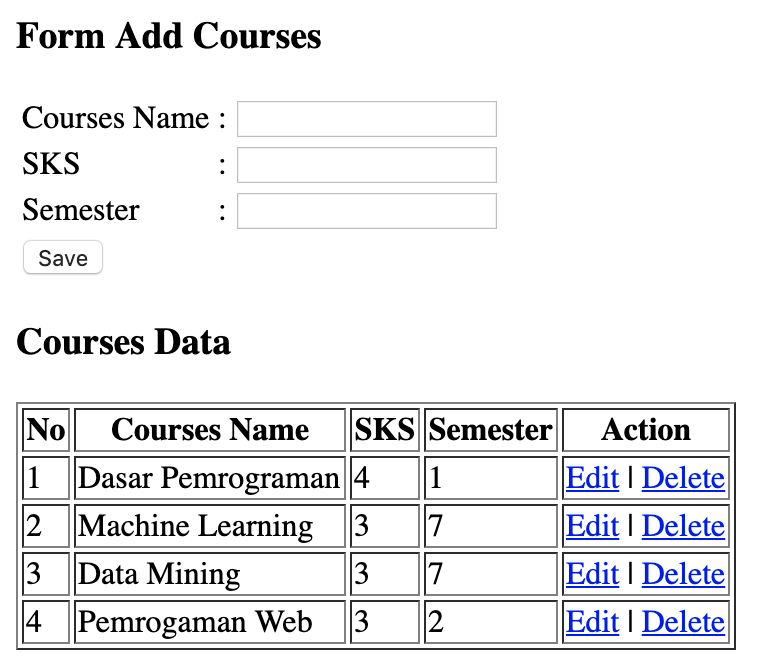 Form Add Courses
Courses Name :
SKS :
Semester :
Save
Courses Data
No Courses Name SKS Semester Action
1 Dasar Pemrograman 4 1 Edit | Delete
2 Machine Learning 3 7 Edit | Delete
3 Data Mining 3 7 Edit | Delete
4 Pemrogaman Web 3 2 Edit | Delete